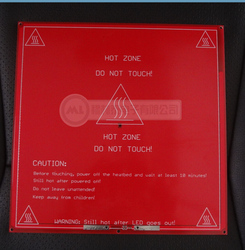 HOT ZONE
DO NOT TOUCH!
HOT ZONE
DO NOT TOUCH!
CAUTION:
Before touching, power off the heatbed and wait at least 10 minutes!
Still hot after powered off
Do not leave unattended!
Keep away from children!
WARNING: Still hot after LED goes out!